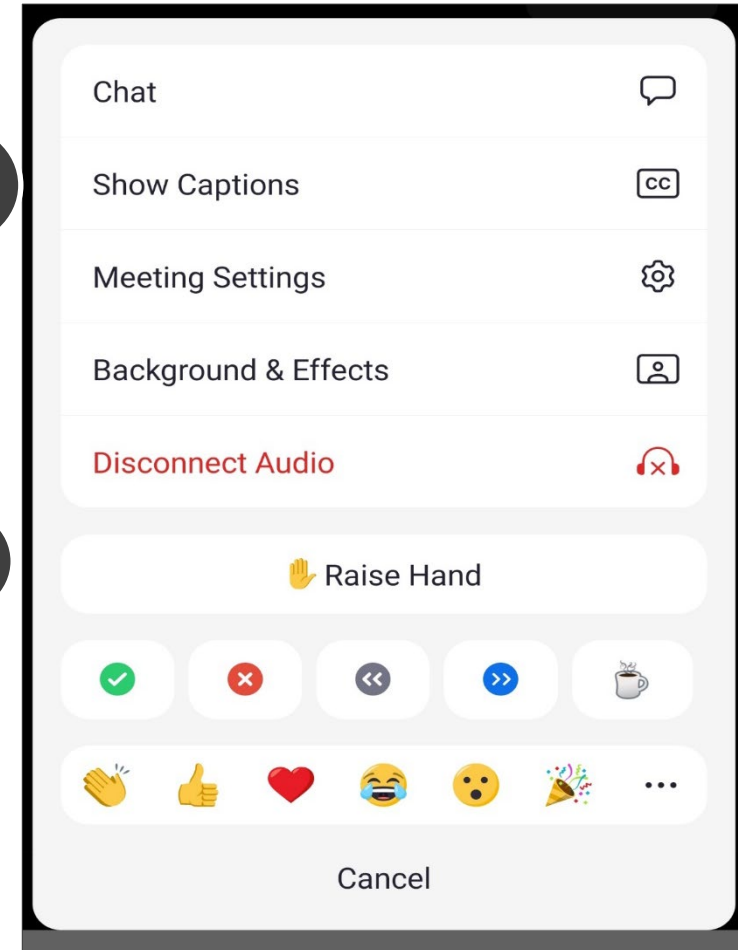 Chat
Show Captions
CC
Meeting Settings
Background & Effects
Disconnect Audio
Raise Hand
Cancel